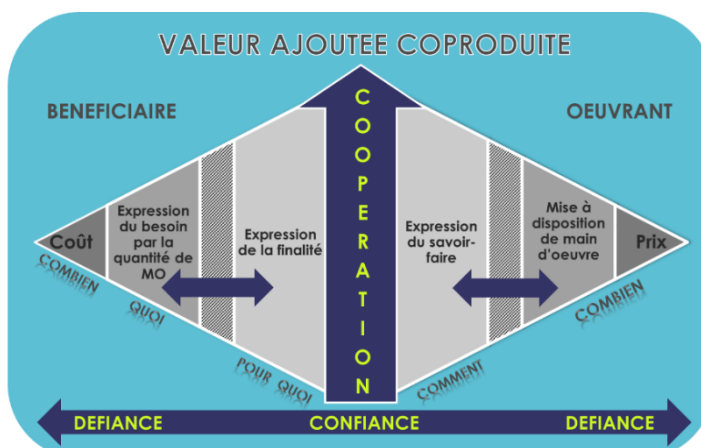 VALEUR AJOUTEE COPRODUITE
BENEFICIAIRE
OEUVRANT
COOPERATION
Coût
Expression
du besoin
par la
quantité de
MO
Expression
de la finalité
Expression
du savoir-
faire
Mise à
disposition
de main
d'oeuvre
Prix
COMBIEN
QUOI
POUR QUOI
COMMENT
COMBIEN
DEFIANCE
CONFIANCE
DEFIANCE